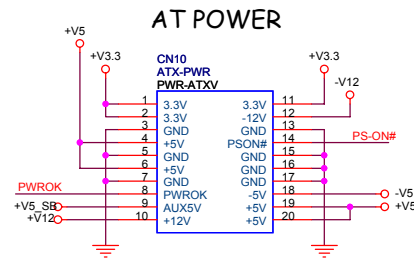 AT POWER
+V5
+V3.3
CN10
ATX-PWR
PWR-ATXV
+V3.3
-V12
1 3.3V 3.3V 11
2 3.3V -12V 12
3 GND GND 13
4 +5V PSON# 14 PS-ON#
5 GND GND 15
6 +5V GND 16
7 GND GND 17
PWROK 8 PWROK -5V 18 -V5
+V5_SB 9 AUX5V +5V 19 +V5
+V12 10 +12V +5V 20